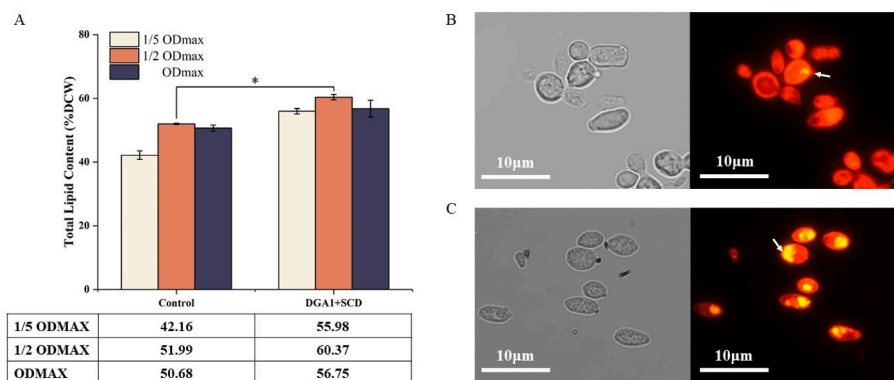 A
1/5 ODmax
1/2 ODmax
ODmax
*
Total Lipid Content (%DCW)
80
60
40
20
0
Control
DGA1+SCD
1/5 ODMAX 42.16 55.98
1/2 ODMAX 51.99 60.37
ODMAX 50.68 56.75
B
10μm
10μm
C
10μm
10μm